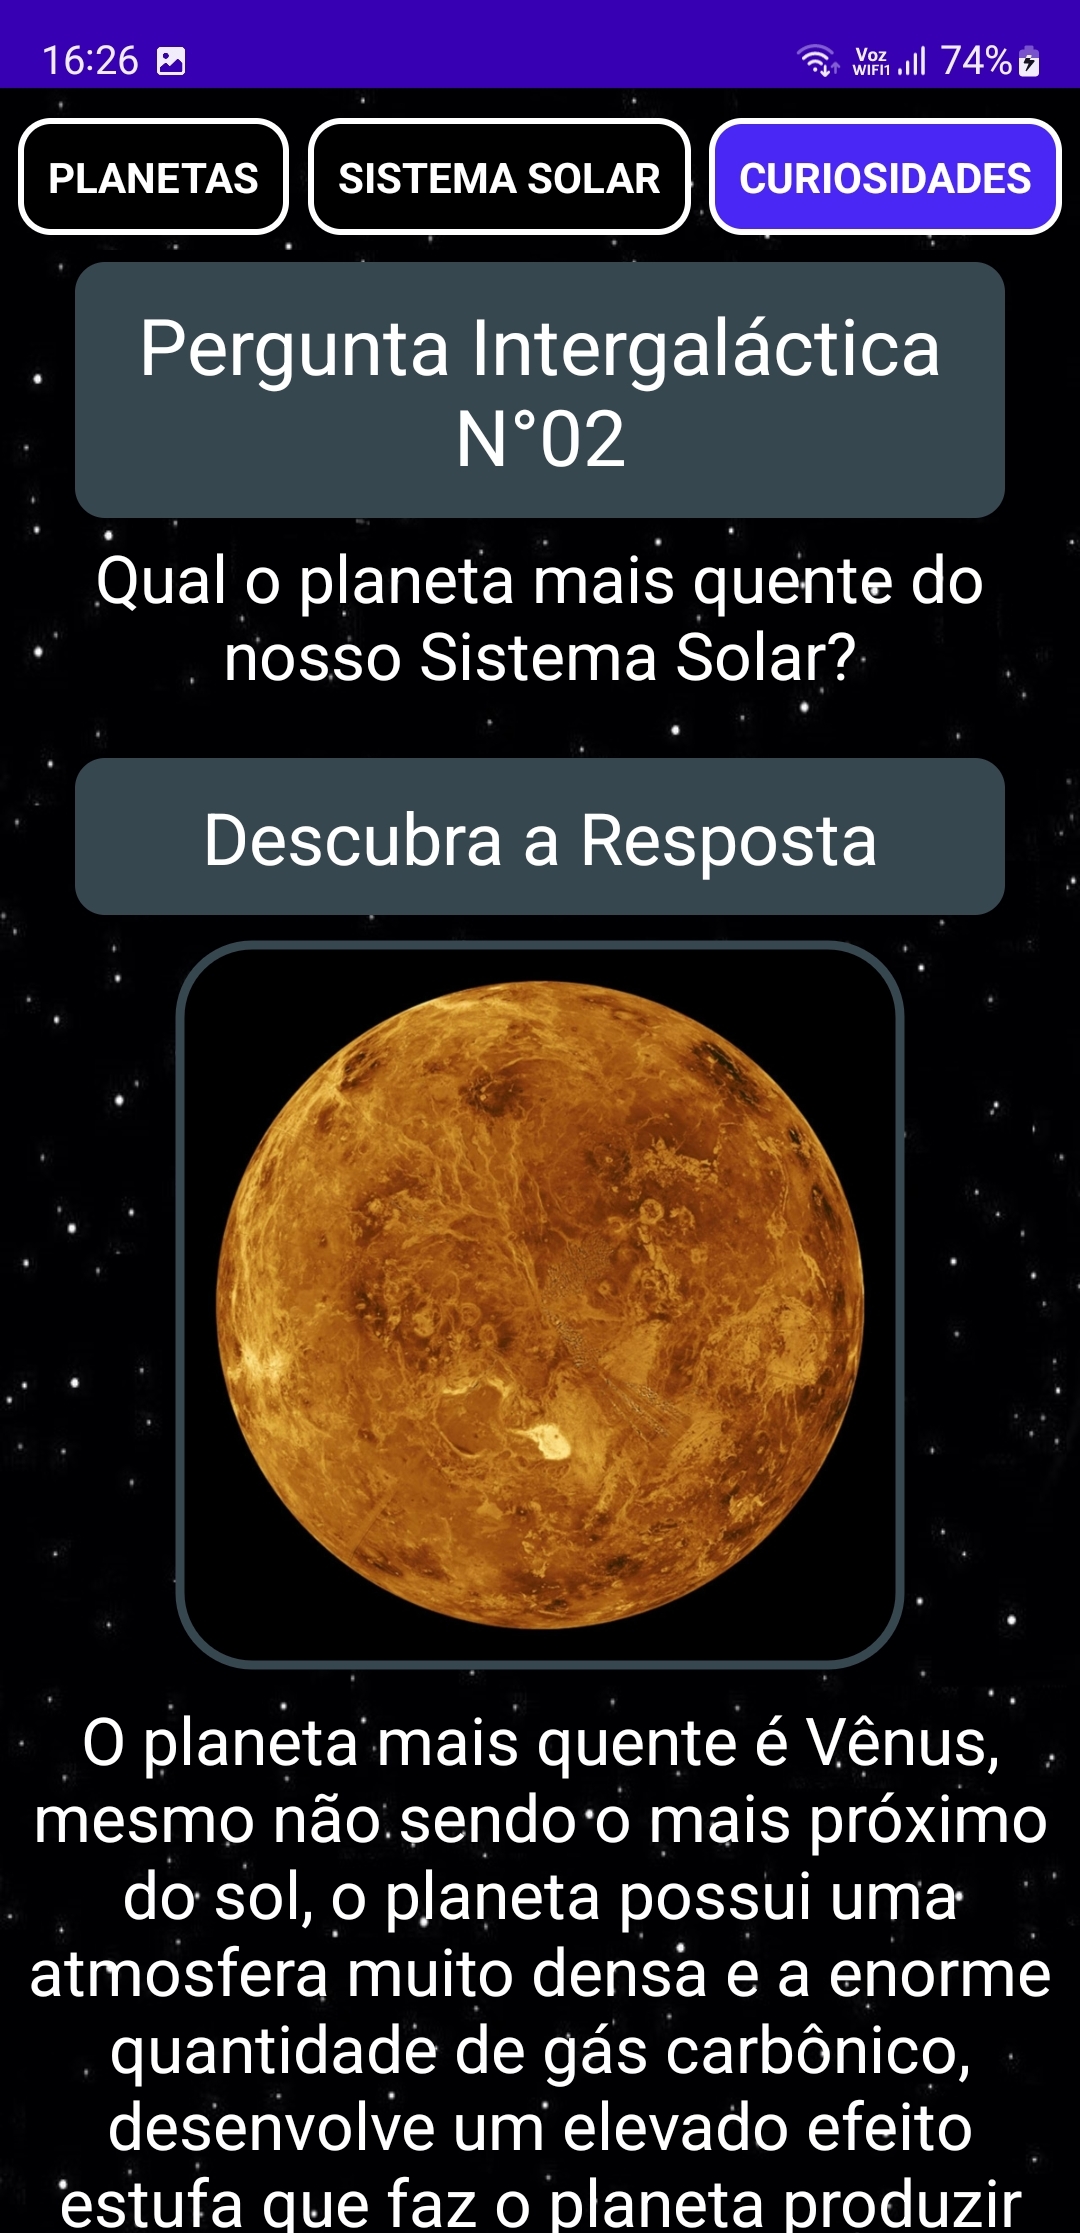 16:26
Voz
WIFI1
74%
PLANETAS
SISTEMA SOLAR
CURIOSIDADES
Pergunta Intergaláctica
N°02
Qual o planeta mais quente do
nosso Sistema Solar?
Descubra a Resposta
O planeta mais quente é Vênus,
mesmo não sendo o mais próximo
do sol, o planeta possui uma
atmosfera muito densa e a enorme
quantidade de gás carbônico,
desenvolve um elevado efeito
estufa que faz o planeta produzir